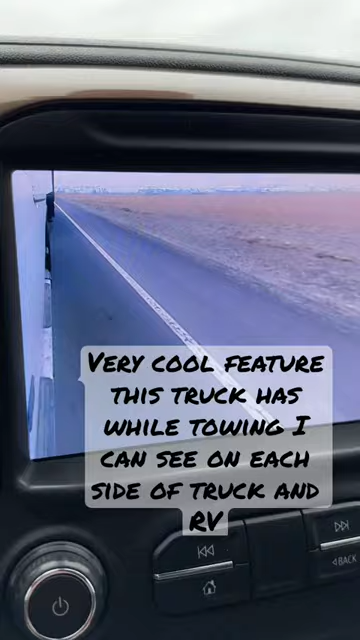 VERY COOL FEATURE
THIS TRUCK HAS
WHILE TOWING I
CAN SEE ON EACH
SIDE OF TRUCK AND
RV
BACK